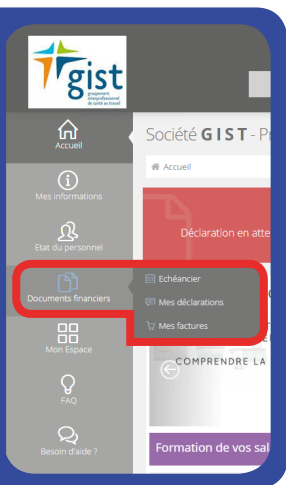 gist
groupement
interprofessionnel
de santé au travail
Accueil
Mes informations
Etat du personnel
Documents financiers
Mon Espace
FAQ
Besoin d'aide ?
Société GIST - Pr
Accueil
Déclaration en atte
Echéancier
Mes déclarations
Mes factures
COMPRENDRE LA
Formation de vos sal